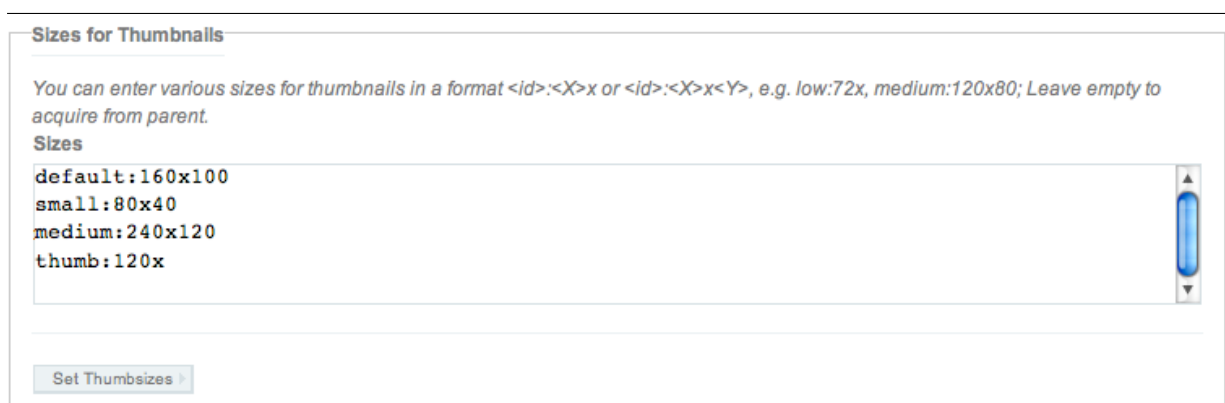 Sizes for Thumbnails
You can enter various sizes for thumbnails in a format <id>:<X>x or <id>:<X>x<Y>, e.g. low:72x, medium:120x80; Leave empty to
acquire from parent.
Sizes
default:160x100
small:80x40
medium:240x120
thumb:120x
Set Thumbsizes